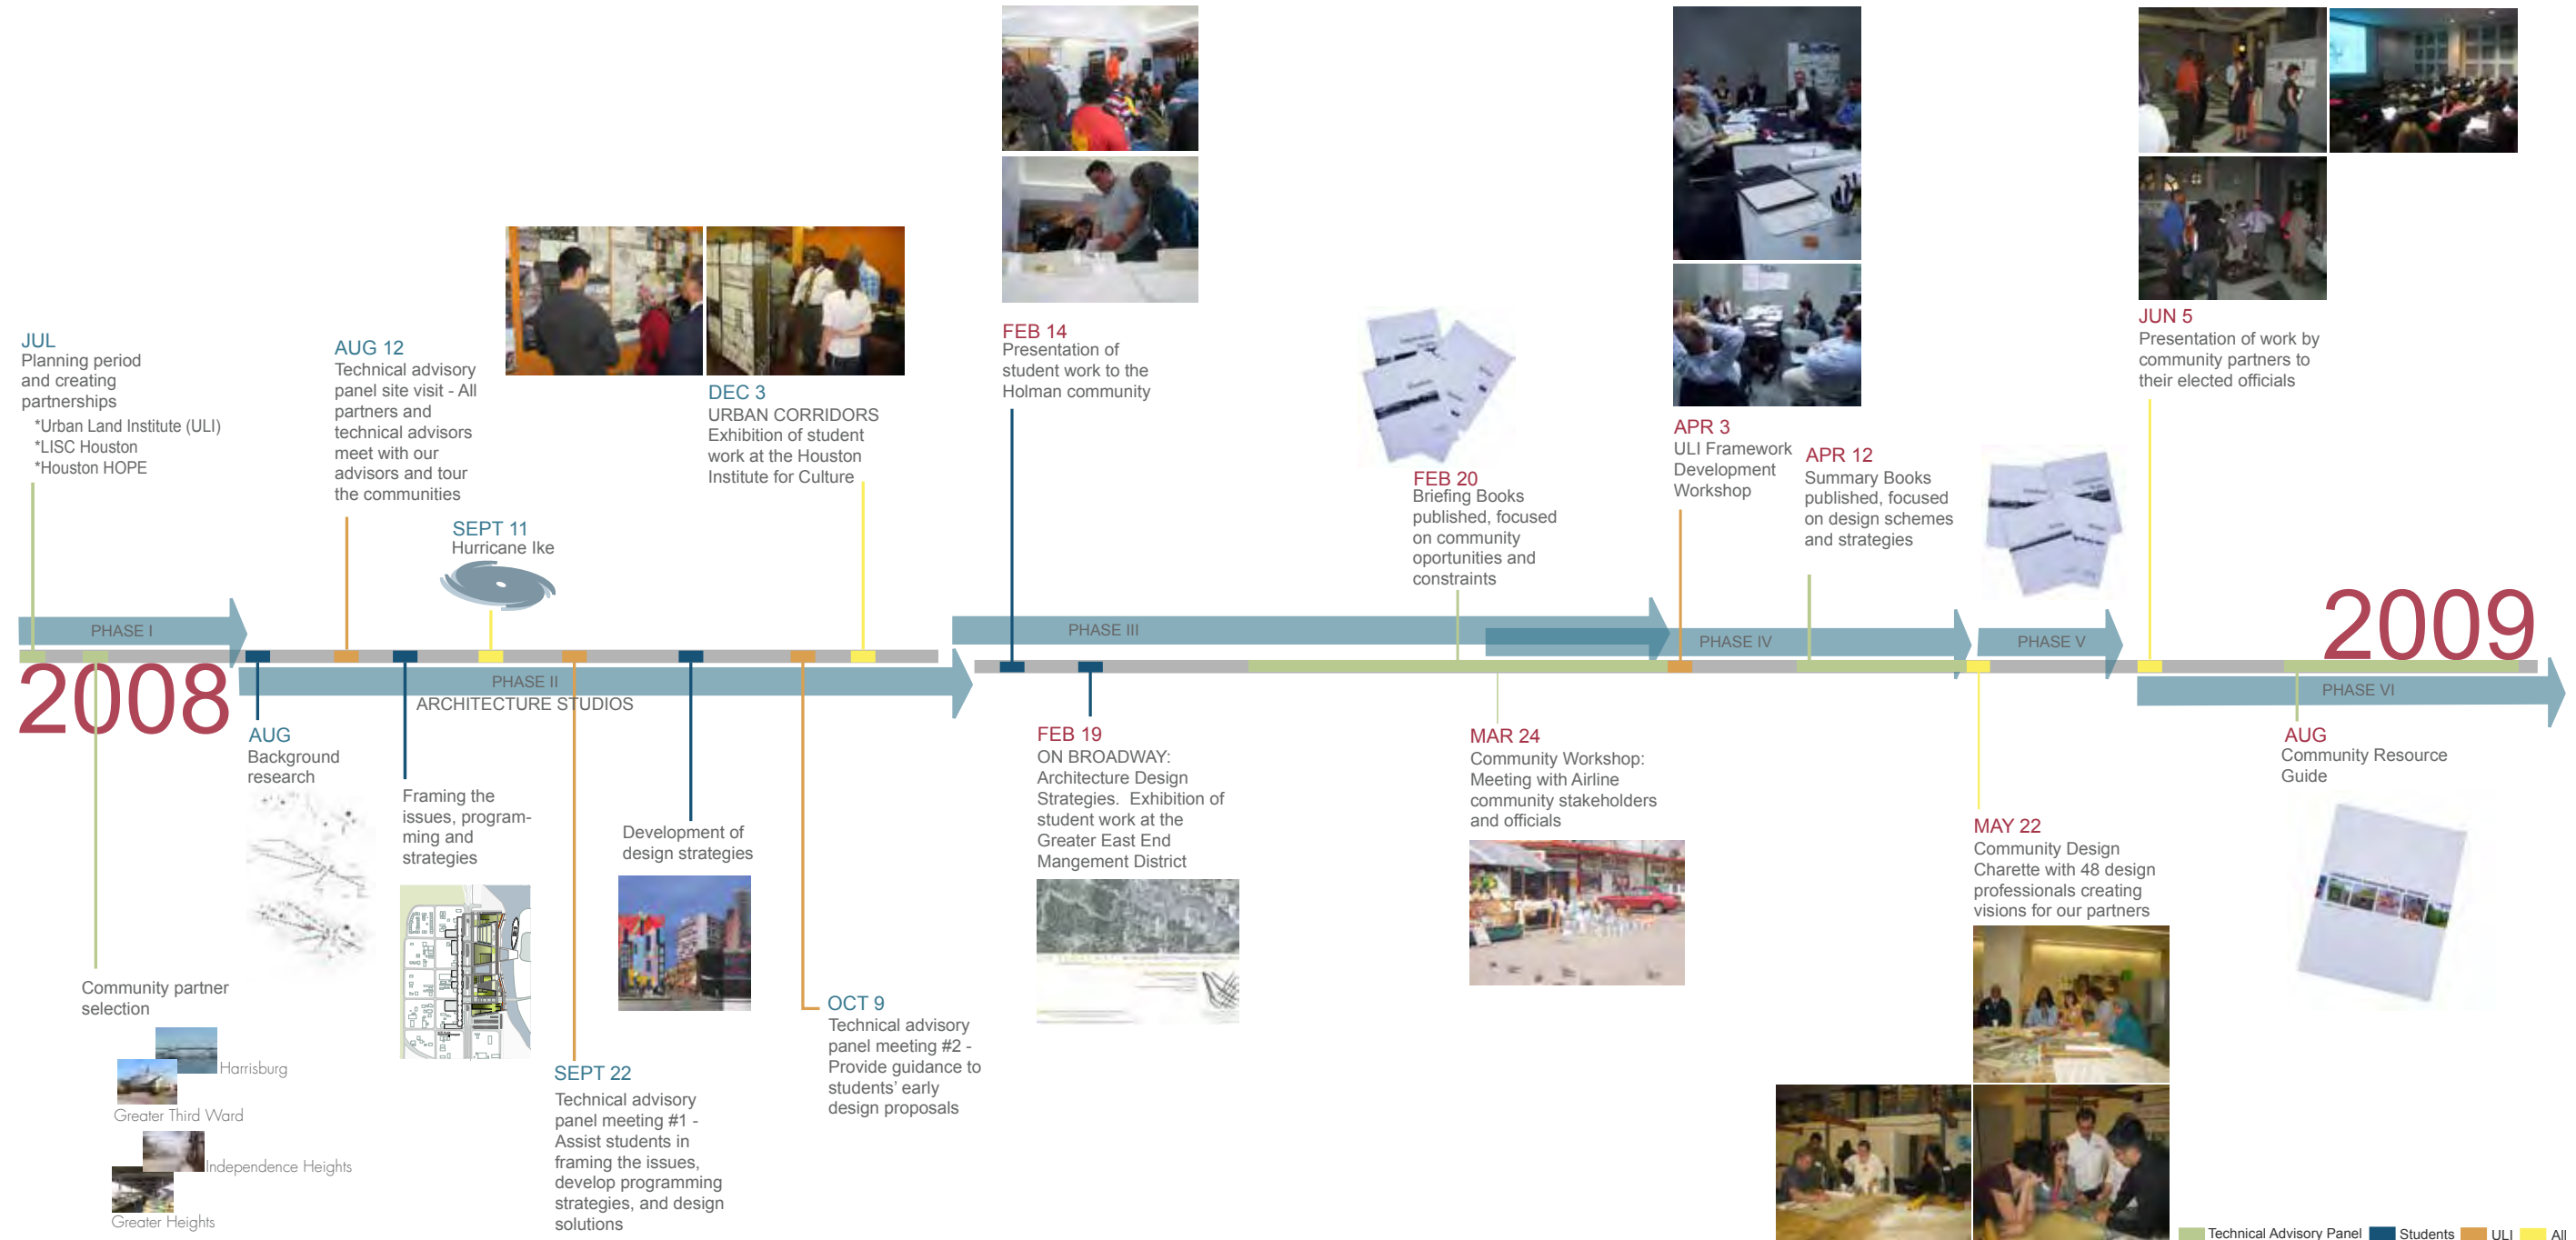 JUL
Planning period
and creating
partnerships
*Urban Land Institute (ULI)
*LISC Houston
*Houston HOPE
AUG 12
Technical advisory
panel site visit - All
partners and
technical advisors
meet with our
advisors and tour
the communities
SEPT 11
Hurricane Ike
DEC 3
URBAN CORRIDORS
Exhibition of student
work at the Houston
Institute for Culture
FEB 14
Presentation of
student work to the
Holman community
FEB 20
Briefing Books
published, focused
on community
oportunities and
constraints
APR 3
ULI Framework
Development
Workshop
APR 12
Summary Books
published, focused
on design schemes
and strategies
JUN 5
Presentation of work by
community partners to
their elected officials
PHASE I
PHASE III
PHASE IV
PHASE V
2009
2008
PHASE II
ARCHITECTURE STUDIOS
PHASE VI
AUG
Background
research
Framing the
issues, program-
ming and
strategies
Development of
design strategies
Community partner
selection
Harrisburg
Greater Third Ward
Independence Heights
Greater Heights
SEPT 22
Technical advisory
panel meeting #1 -
Assist students in
framing the issues,
develop programming
strategies, and design
solutions
OCT 9
Technical advisory
panel meeting #2 -
Provide guidance to
students' early
design proposals
FEB 19
ON BROADWAY:
Architecture Design
Strategies. Exhibition of
student work at the
Greater East End
Mangement District
MAR 24
Community Workshop:
Meeting with Airline
community stakeholders
and officials
MAY 22
Community Design
Charette with 48 design
professionals creating
visions for our partners
AUG
Community Resource
Guide
Technical Advisory Panel Students ULI All